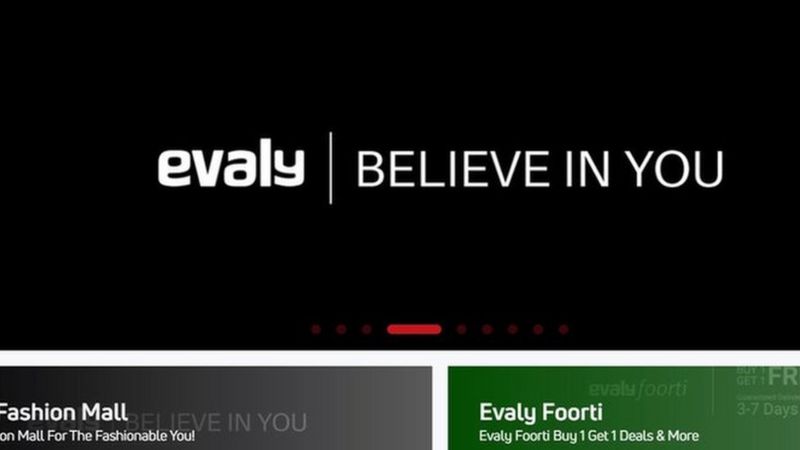 evaly | BELIEVE IN YOU
evaly foorti
BUY 1
GET 1 FR
3-7 Days
Fashion Mall
BELIEVE IN YOU
on Mall For The Fashionable You!
Evaly Foorti
Evaly Foorti Buy 1 Get 1 Deals & More